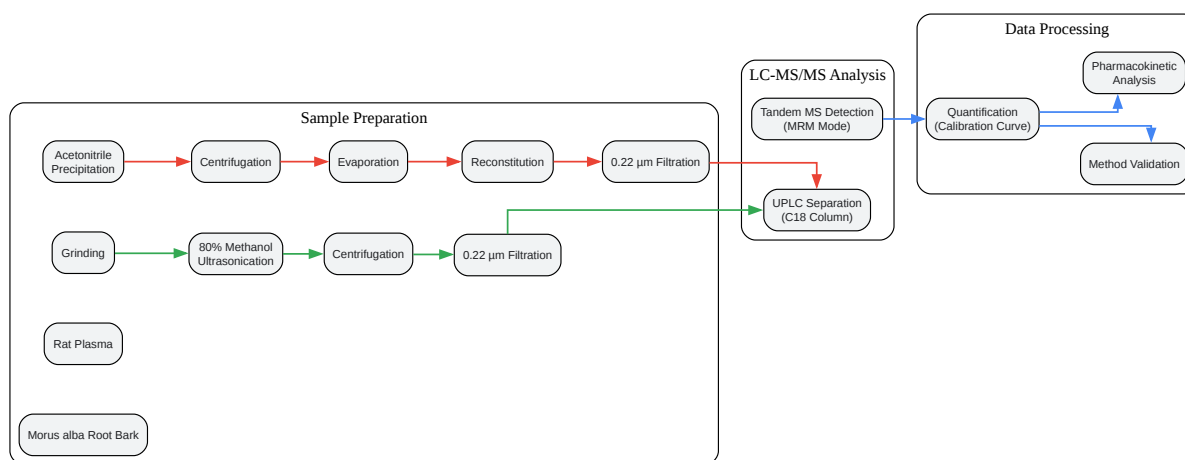 Data Processing
Pharmacokinetic
Analysis
LC-MS/MS Analysis
Tandem MS Detection
(MRM Mode)
Quantification
(Calibration Curve)
Method Validation
Sample Preparation
Acetonitrile
Precipitation
Centrifugation
Evaporation
Reconstitution
0.22 µm Filtration
UPLC Separation
(C18 Column)
Grinding
80% Methanol
Ultrasonication
Centrifugation
0.22 µm Filtration
Rat Plasma
Morus alba Root Bark